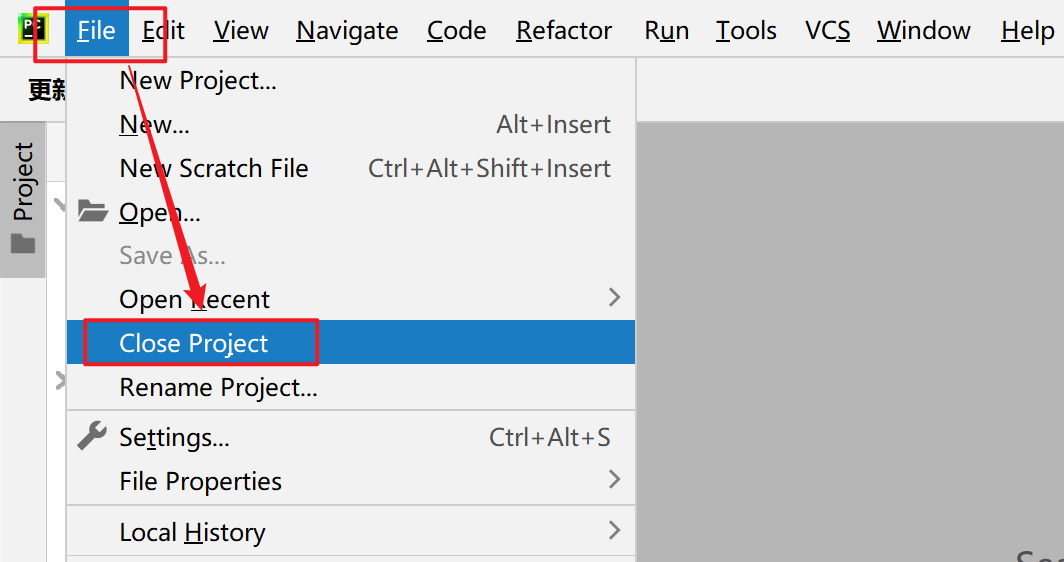 PC File Edit View Navigate Code Refactor Run Tools VCS Window Help
更新
Project
New Project...
New... Alt+Insert
New Scratch File Ctrl+Alt+Shift+Insert
Open...
Save As...
Open Recent
Close Project
Rename Project...
Settings... Ctrl+Alt+S
File Properties
Local History